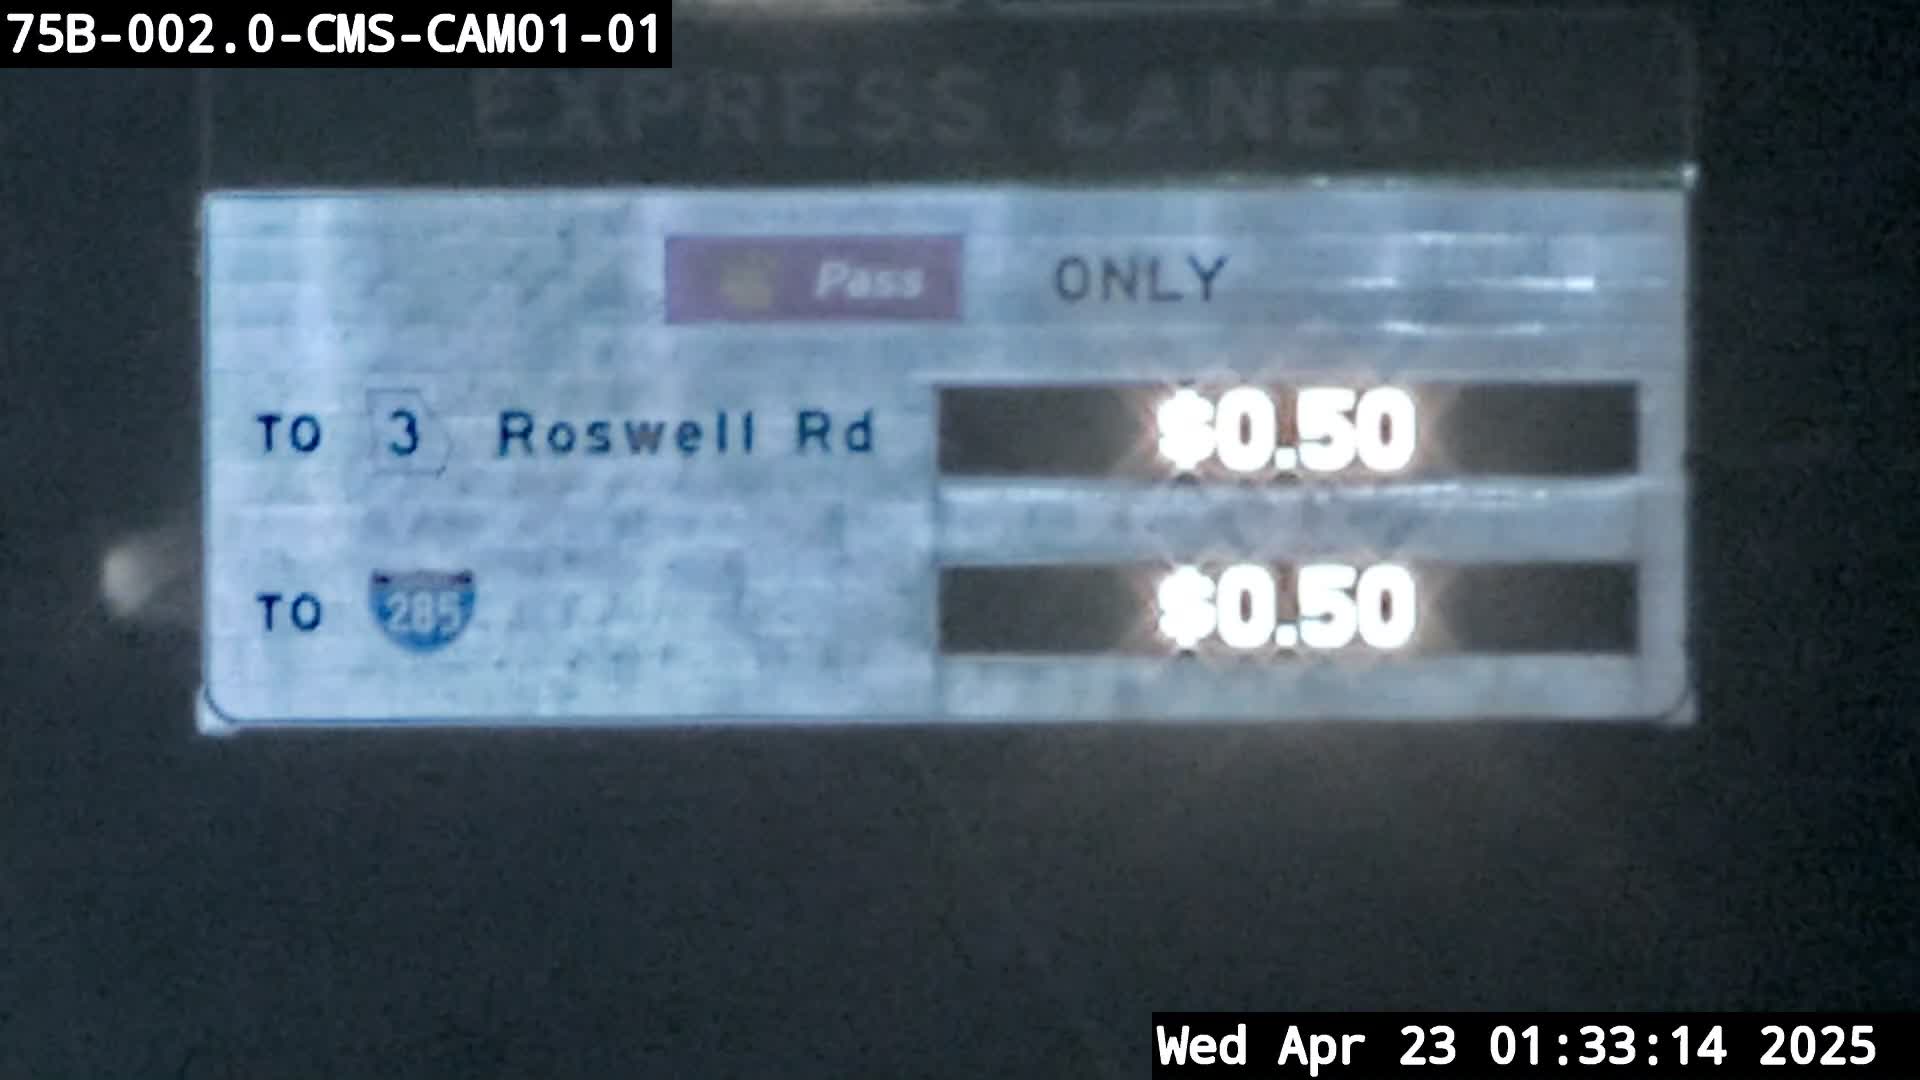 75B-002.0-CMS-CAM01-01
EXPRESS LANES
Pass ONLY
TO 3 Roswell Rd $0.50
TO 285 $0.50
Wed Apr 23 01:33:14 2025